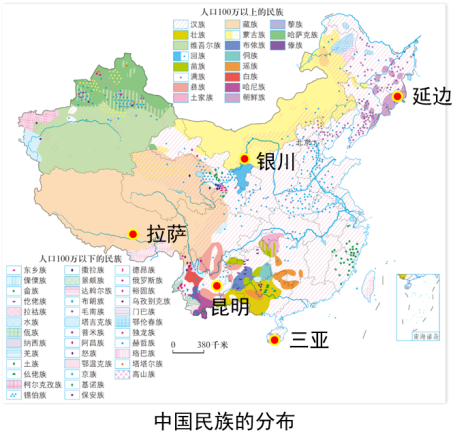 人口100万以上的民族
汉族 藏族 黎族
壮族 蒙古族 哈萨克族
维吾尔族 布依族 傣族
回族 侗族
苗族 瑶族
满族 白族
彝族 哈尼族
土家族 朝鲜族
延边
北京
银川
拉萨
人口100万以下的民族
东乡族 撒拉族 德昂族
傈僳族 景颇族 俄罗斯族
畲族 达斡尔族 裕固族
仡佬族 布朗族 乌孜别克族
拉祜族 毛南族 门巴族
水族 塔吉克族 鄂伦春族
佤族 普米族 独龙族
纳西族 阿昌族 赫哲族
羌族 怒族 珞巴族
土族 鄂温克族 塔塔尔族
仫佬族 京族 高山族
柯尔克孜族 基诺族
锡伯族 保安族
昆明
三亚
0 380千米
南海诸岛
中国民族的分布